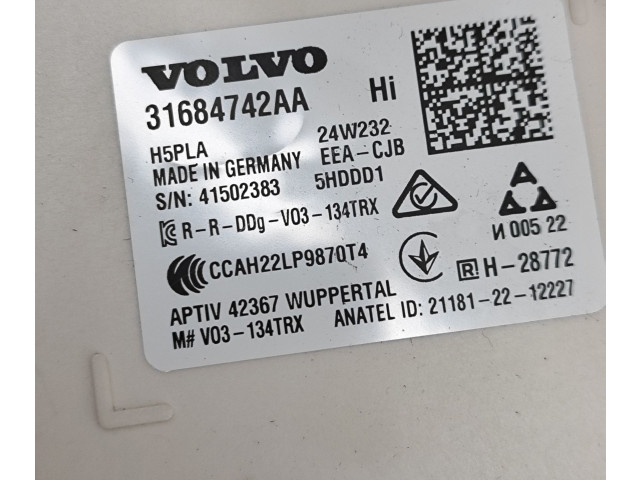 VOLVO
31684742AA Hi
H5PLA 24W232
MADE IN GERMANY EEA-CJB
S/N: 41502383 5HDDD1
R-R-DDg-V03-134TRX
И 005 22
CCAH22LP9870T4
R H-28772
APTIV 42367 WUPPERTAL
M# V03-134TRX ANATEL ID: 21181-22-12227